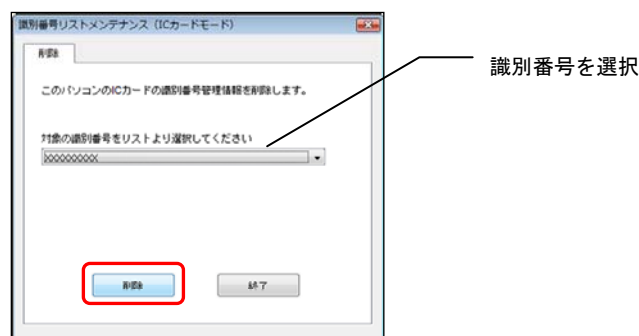 識別番号リストメンテナンス（ICカードモード）
削除
識別番号を選択
このパソコンのICカードの識別番号管理情報を削除します。
対象の識別番号をリストより選択してください
XXXXXXXXX
削除
終了